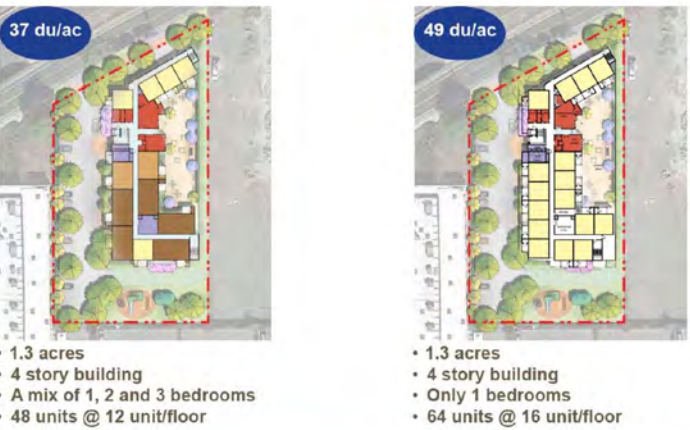 37 du/ac
• 1.3 acres
• 4 story building
• A mix of 1, 2 and 3 bedrooms
• 48 units @ 12 unit/floor
49 du/ac
• 1.3 acres
• 4 story building
• Only 1 bedrooms
• 64 units @ 16 unit/floor